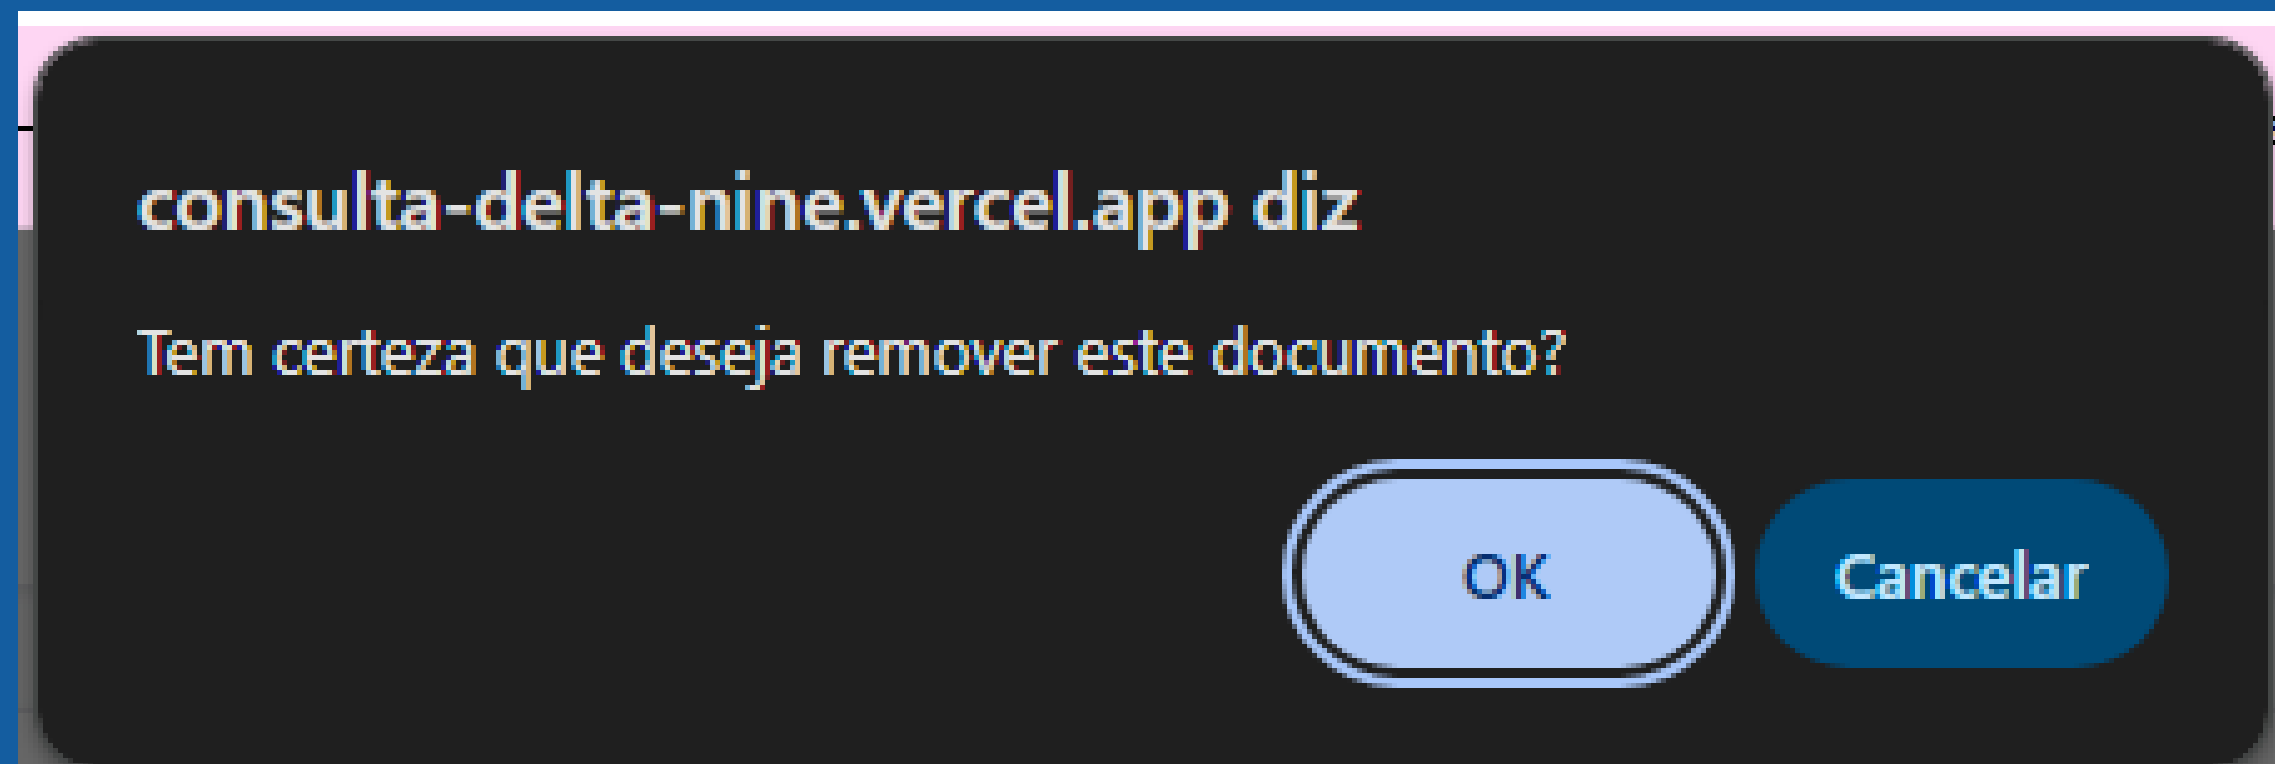 consulta-delta-nine.vercel.app diz
Tem certeza que deseja remover este documento?
OK
Cancelar